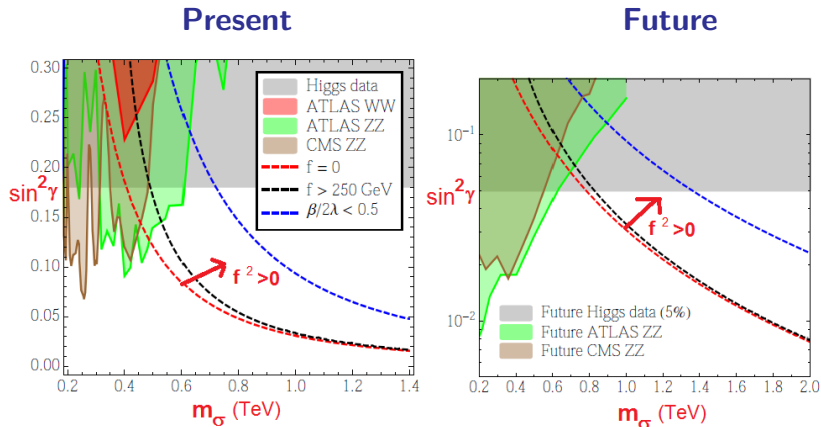 Present
Future
0.30
0.25
0.20
sin²γ
0.15
0.10
0.05
0.00
Higgs data
ATLAS WW
ATLAS ZZ
CMS ZZ
f = 0
f > 250 GeV
β/2λ < 0.5
f ²>0
0.2 0.4 0.6 0.8 1.0 1.2 1.4
m_σ (TeV)
10⁻¹
sin²γ
10⁻²
f ²>0
Future Higgs data (5%)
Future ATLAS ZZ
Future CMS ZZ
0.2 0.4 0.6 0.8 1.0 1.2 1.4 1.6 1.8 2.0
m_σ (TeV)